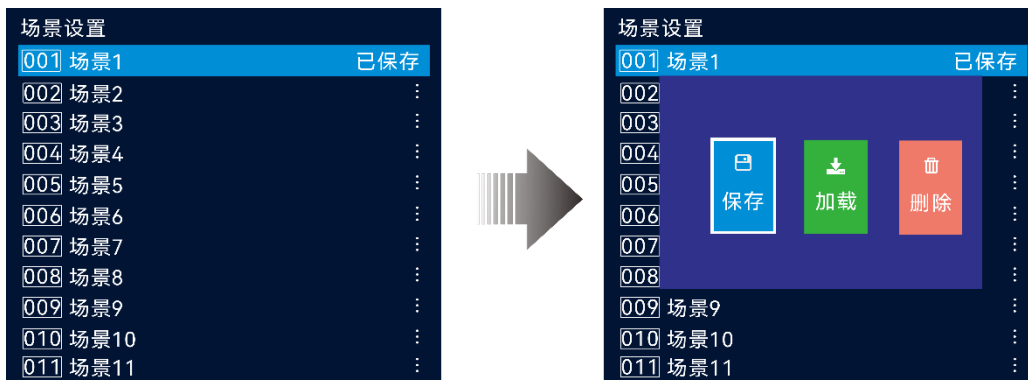 场景设置
001 场景1 已保存
002 场景2 ⋮
003 场景3 ⋮
004 场景4 ⋮
005 场景5 ⋮
006 场景6 ⋮
007 场景7 ⋮
008 场景8 ⋮
009 场景9 ⋮
010 场景10 ⋮
011 场景11 ⋮
场景设置
001 场景1 已保存
002 ⋮
003 ⋮
004 ⋮
005 ⋮
006 ⋮
007 ⋮
008 ⋮
保存 加载 删除
009 场景9 ⋮
010 场景10 ⋮
011 场景11 ⋮